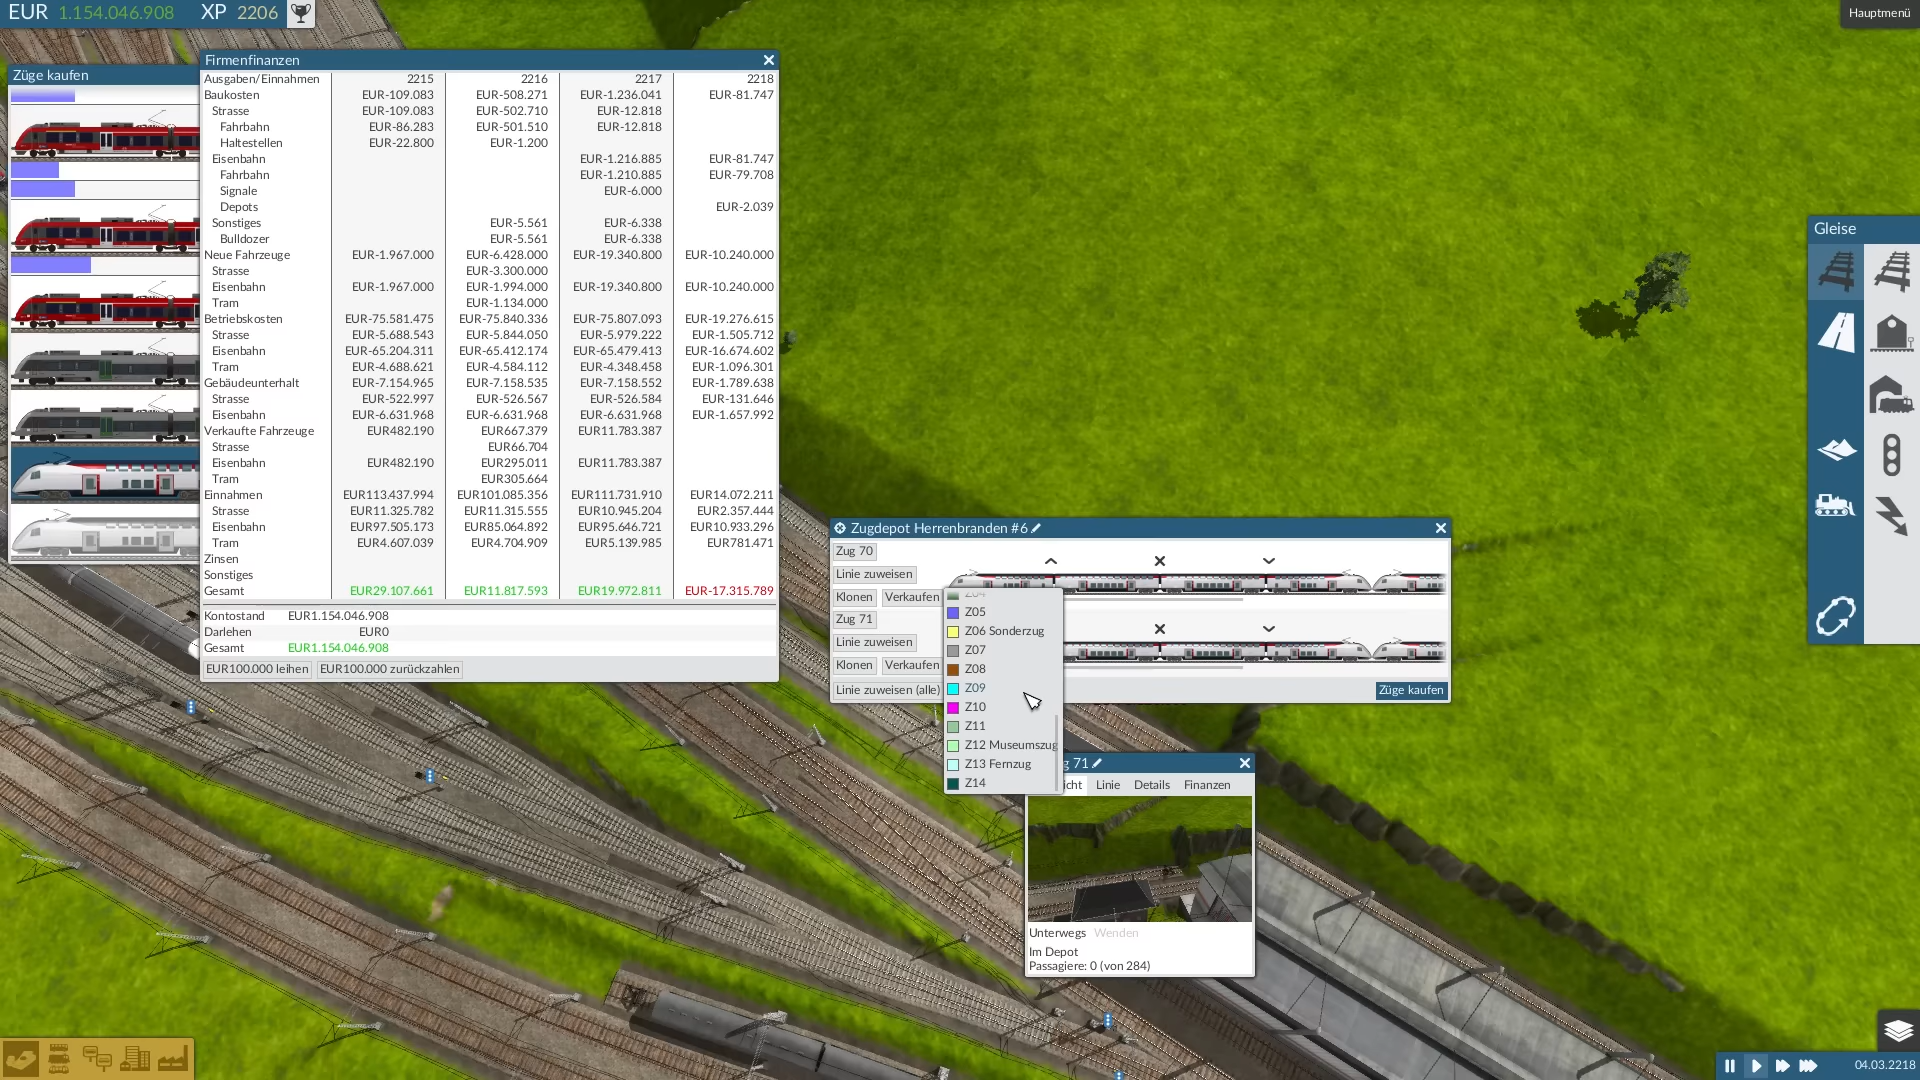 EUR 1.154.046.908 XP 2206
Hauptmenü
Züge kaufen
Firmenfinanzen
Ausgaben/Einnahmen 2215 2216 2217 2218
Baukosten EUR-109.083 EUR-508.271 EUR-1.236.041 EUR-81.747
Strasse EUR-109.083 EUR-502.710 EUR-12.818
Fahrbahn EUR-86.283 EUR-501.510 EUR-12.818
Haltestellen EUR-22.800 EUR-1.200
Eisenbahn EUR-1.216.885 EUR-81.747
Fahrbahn EUR-1.210.885 EUR-79.708
Signale EUR-6.000
Depots EUR-2.039
Sonstiges EUR-5.561 EUR-6.338
Bulldozer EUR-5.561 EUR-6.338
Neue Fahrzeuge EUR-1.967.000 EUR-6.428.000 EUR-19.340.800 EUR-10.240.000
Strasse EUR-3.300.000
Eisenbahn EUR-1.967.000 EUR-1.994.000 EUR-19.340.800 EUR-10.240.000
Tram EUR-1.134.000
Betriebskosten EUR-75.581.475 EUR-75.840.336 EUR-75.807.093 EUR-19.276.615
Strasse EUR-5.688.543 EUR-5.844.050 EUR-5.979.222 EUR-1.505.712
Eisenbahn EUR-65.204.311 EUR-65.412.174 EUR-65.479.413 EUR-16.674.602
Tram EUR-4.688.621 EUR-4.584.112 EUR-4.348.458 EUR-1.096.301
Gebäudeunterhalt EUR-7.154.965 EUR-7.158.535 EUR-7.158.552 EUR-1.789.638
Strasse EUR-522.997 EUR-526.567 EUR-526.584 EUR-131.646
Eisenbahn EUR-6.631.968 EUR-6.631.968 EUR-6.631.968 EUR-1.657.992
Verkaufte Fahrzeuge EUR482.190 EUR667.379 EUR11.783.387
Strasse EUR66.704
Eisenbahn EUR482.190 EUR295.011 EUR11.783.387
Tram EUR305.664
Einnahmen EUR113.437.994 EUR101.085.356 EUR111.731.910 EUR14.072.211
Strasse EUR11.325.782 EUR11.315.555 EUR10.945.204 EUR2.357.444
Eisenbahn EUR97.505.173 EUR85.064.892 EUR95.646.721 EUR10.933.296
Tram EUR4.607.039 EUR4.704.909 EUR5.139.985 EUR781.471
Zinsen
Sonstiges
Gesamt EUR29.107.661 EUR11.817.593 EUR19.972.811 EUR-17.315.789
Kontostand EUR1.154.046.908
Darlehen EUR0
Gesamt EUR1.154.046.908
EUR100.000 leihen EUR100.000 zurückzahlen
Gleise
Zugdepot Herrenbranden #6
Zug 70
Linie zuweisen
Klonen Verkaufen
Zug 71
Linie zuweisen
Klonen Verkaufen
Linie zuweisen (alle)
Züge kaufen
Z04
Z05
Z06 Sonderzug
Z07
Z08
Z09
Z10
Z11
Z12 Museumszug
Z13 Fernzug
Z14
g 71
icht Linie Details Finanzen
Unterwegs Wenden
Im Depot
Passagiere: 0 (von 284)
04.03.2218